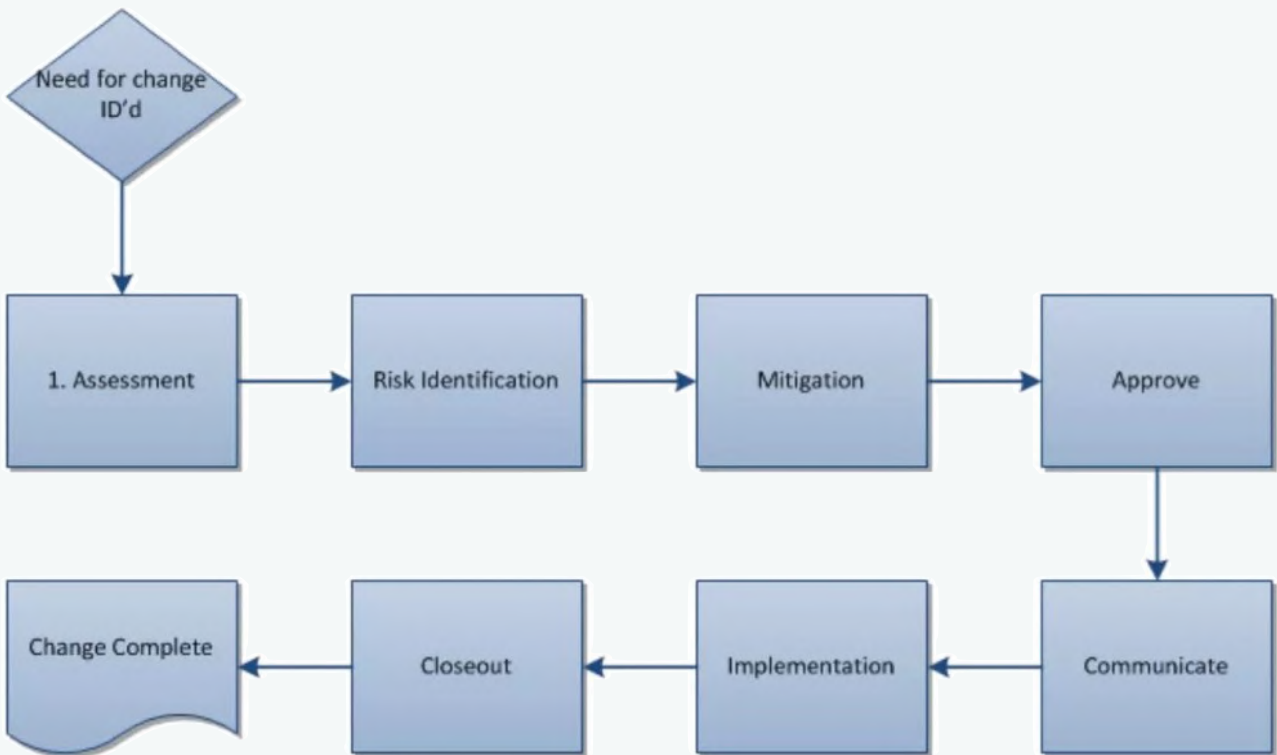 Need for change
ID'd
1. Assessment
Risk Identification
Mitigation
Approve
Communicate
Implementation
Closeout
Change Complete